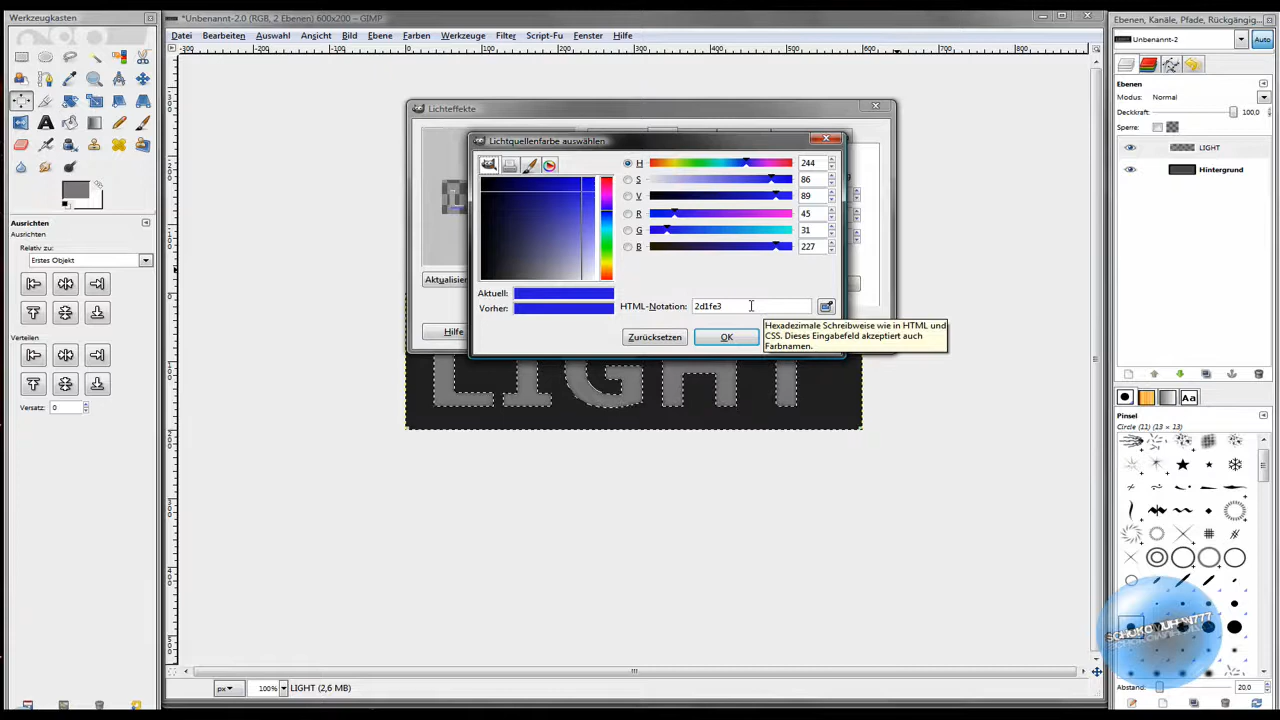 Werkzeugkasten
*Unbenannt-2.0 (RGB, 2 Ebenen) 600x200 – GIMP
Ebenen, Kanäle, Pfade, Rückgängig...
Datei Bearbeiten Auswahl Ansicht Bild Ebene Farben Werkzeuge Filter Script-Fu Fenster Hilfe
Unbenannt-2
Auto
Ebenen
Modus: Normal
Deckkraft: 100,0
Sperre:
LIGHT
Hintergrund
Lichteffekte
Lichtquellenfarbe auswählen
H 244
S 86
V 89
R 45
G 31
B 227
Aktuell:
Vorher:
HTML-Notation: 2d1fe3
Zurücksetzen
OK
Hexadezimale Schreibweise wie in HTML und
CSS. Dieses Eingabefeld akzeptiert auch
Farbnamen.
Aktualisier
Hilfe
LIGHT
Ausrichten
Ausrichten
Relativ zu:
Erstes Objekt
Verteilen
Versatz: 0
Pinsel
Circle (11) (13 × 13)
SCHOKOMUHUN777
Abstand: 20,0
px 100% LIGHT (2,6 MB)